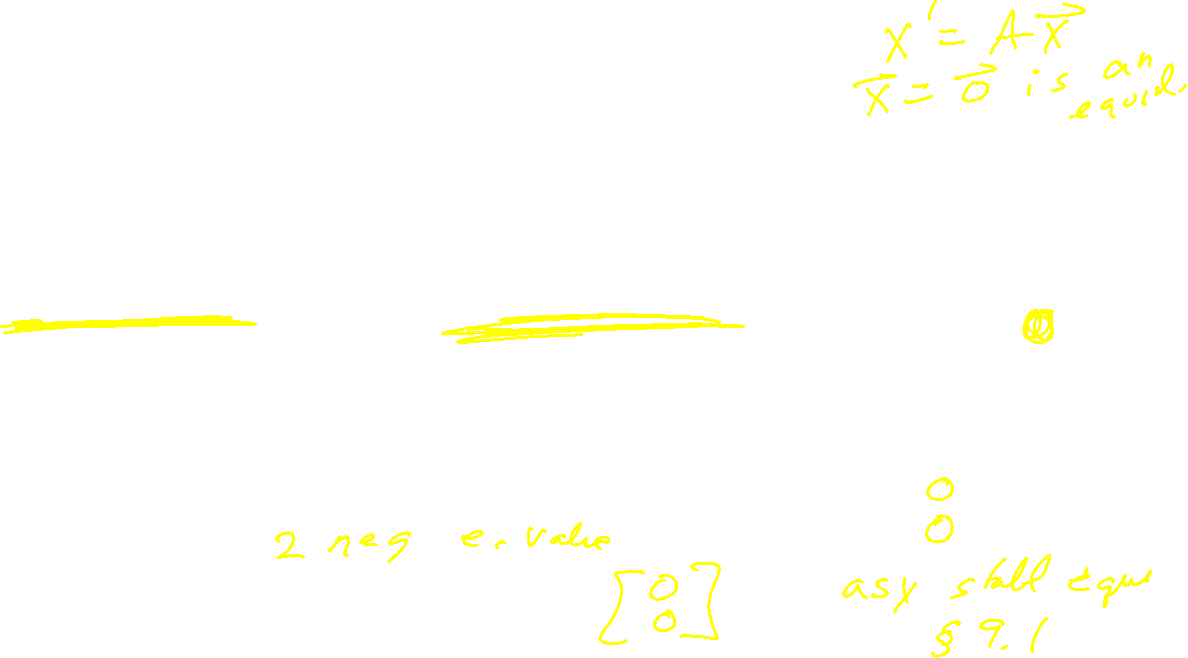 x' = Ax⃗
x⃗ = 0⃗ is an
equil.
0
0
2 neg e. value
[0
0]
asy stabl equi
§ 9.1